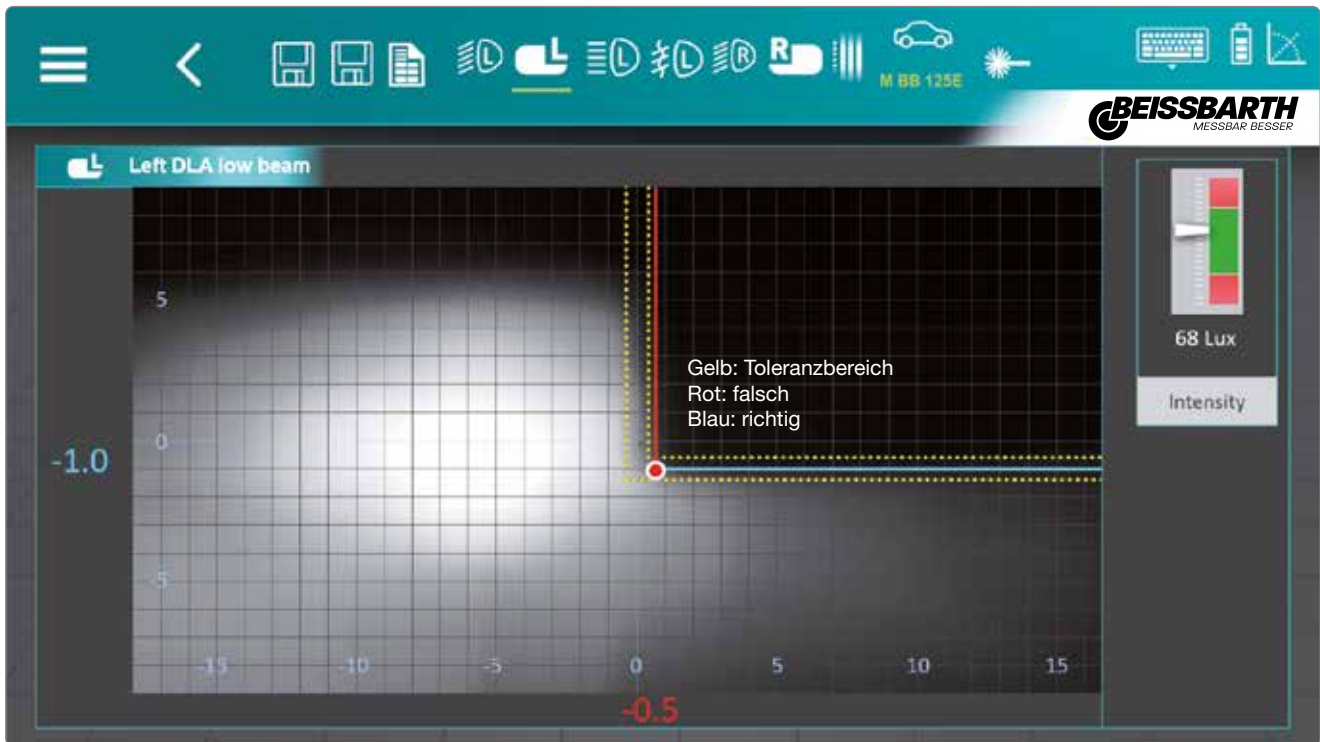 L L L L R R
M BB 125E
BEISSBARTH
MESSBAR BESSER
L Left DLA low beam
5
Gelb: Toleranzbereich
Rot: falsch
Blau: richtig
68 Lux
Intensity
-1.0
0
-5
-15 -10 -5 0 5 10 15
-0.5